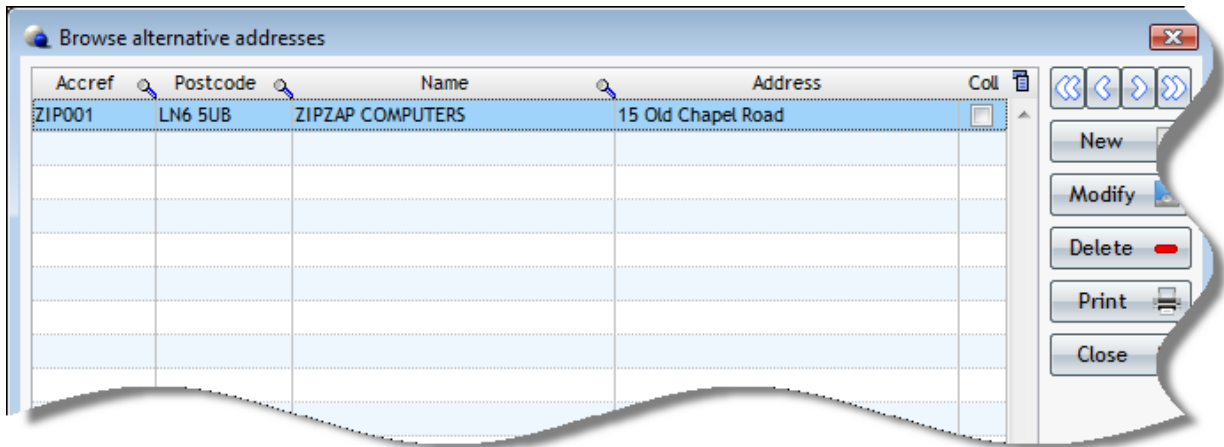 Browse alternative addresses
Accref Postcode Name Address Coll
ZIP001 LN6 5UB ZIPZAP COMPUTERS 15 Old Chapel Road
New
Modify
Delete
Print
Close